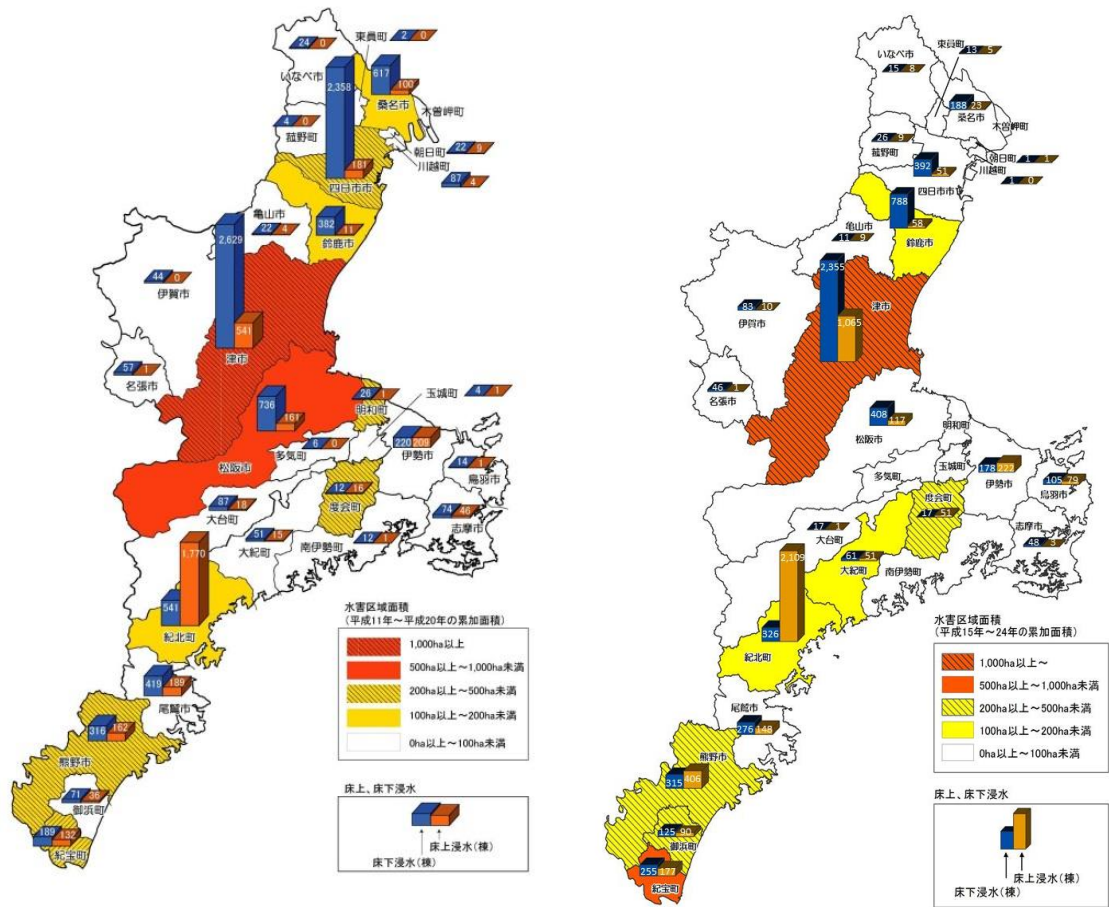 24 0
いなべ市
東員町
2 0
617
100
桑名市
木曽岬町
2,358
181
4 0
菰野町
朝日町
22 9
川越町
87 4
四日市市
亀山市
22 4
382
11
鈴鹿市
2,629
541
津市
44 0
伊賀市
57 1
名張市
736
161
松阪市
26 1
明和町
玉城町
4 1
6 0
多気町
220 209
伊勢市
14 1
鳥羽市
12 16
度会町
87 18
大台町
74 46
志摩市
51 15
大紀町
南伊勢町
12 1
1,770
541
紀北町
419
189
尾鷲市
316
162
熊野市
71 36
御浜町
189 132
紀宝町
水害区域面積
(平成11年～平成20年の累加面積)
1,000ha以上
500ha以上～1,000ha未満
200ha以上～500ha未満
100ha以上～200ha未満
0ha以上～100ha未満
床上、床下浸水
床上浸水(棟)
床下浸水(棟)
いなべ市
15 8
東員町
13 5
188 23
桑名市
木曽岬町
26 9
菰野町
朝日町
1 1
川越町
1 0
392
51
四日市市
788
58
鈴鹿市
亀山市
11 9
2,355
1,065
津市
83 10
伊賀市
46 1
名張市
408
117
松阪市
明和町
多気町
玉城町
178 222
伊勢市
105 79
鳥羽市
度会町
17 51
志摩市
48 3
17 1
大台町
61 51
大紀町
南伊勢町
2,109
326
紀北町
尾鷲市
276 148
熊野市
315
406
125 90
御浜町
255 177
紀宝町
水害区域面積
(平成15年～24年の累加面積)
1,000ha以上～
500ha以上～1,000ha未満
200ha以上～500ha未満
100ha以上～200ha未満
0ha以上～100ha未満
床上、床下浸水
床上浸水(棟)
床下浸水(棟)